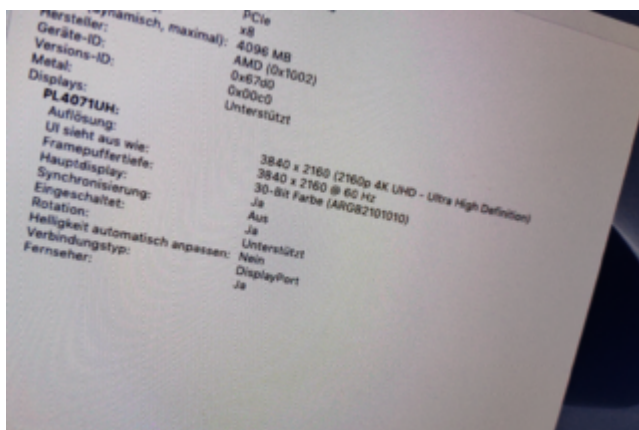 PCIe
(dynamisch, maximal): x8
4096 MB
Hersteller: AMD (0x1002)
Geräte-ID: 0x67d0
Versions-ID: 0x00c0
Metal: Unterstützt
Displays:
PL4071UH:
Auflösung: 3840 x 2160 (2160p 4K UHD - Ultra High Definition)
UI sieht aus wie: 3840 x 2160 @ 60 Hz
Framepuffertiefe: 30-Bit Farbe (ARGB2101010)
Hauptdisplay: Ja
Synchronisierung: Aus
Eingeschaltet: Ja
Rotation: Unterstützt
Helligkeit automatisch anpassen: Nein
Verbindungstyp: DisplayPort
Fernseher: Ja